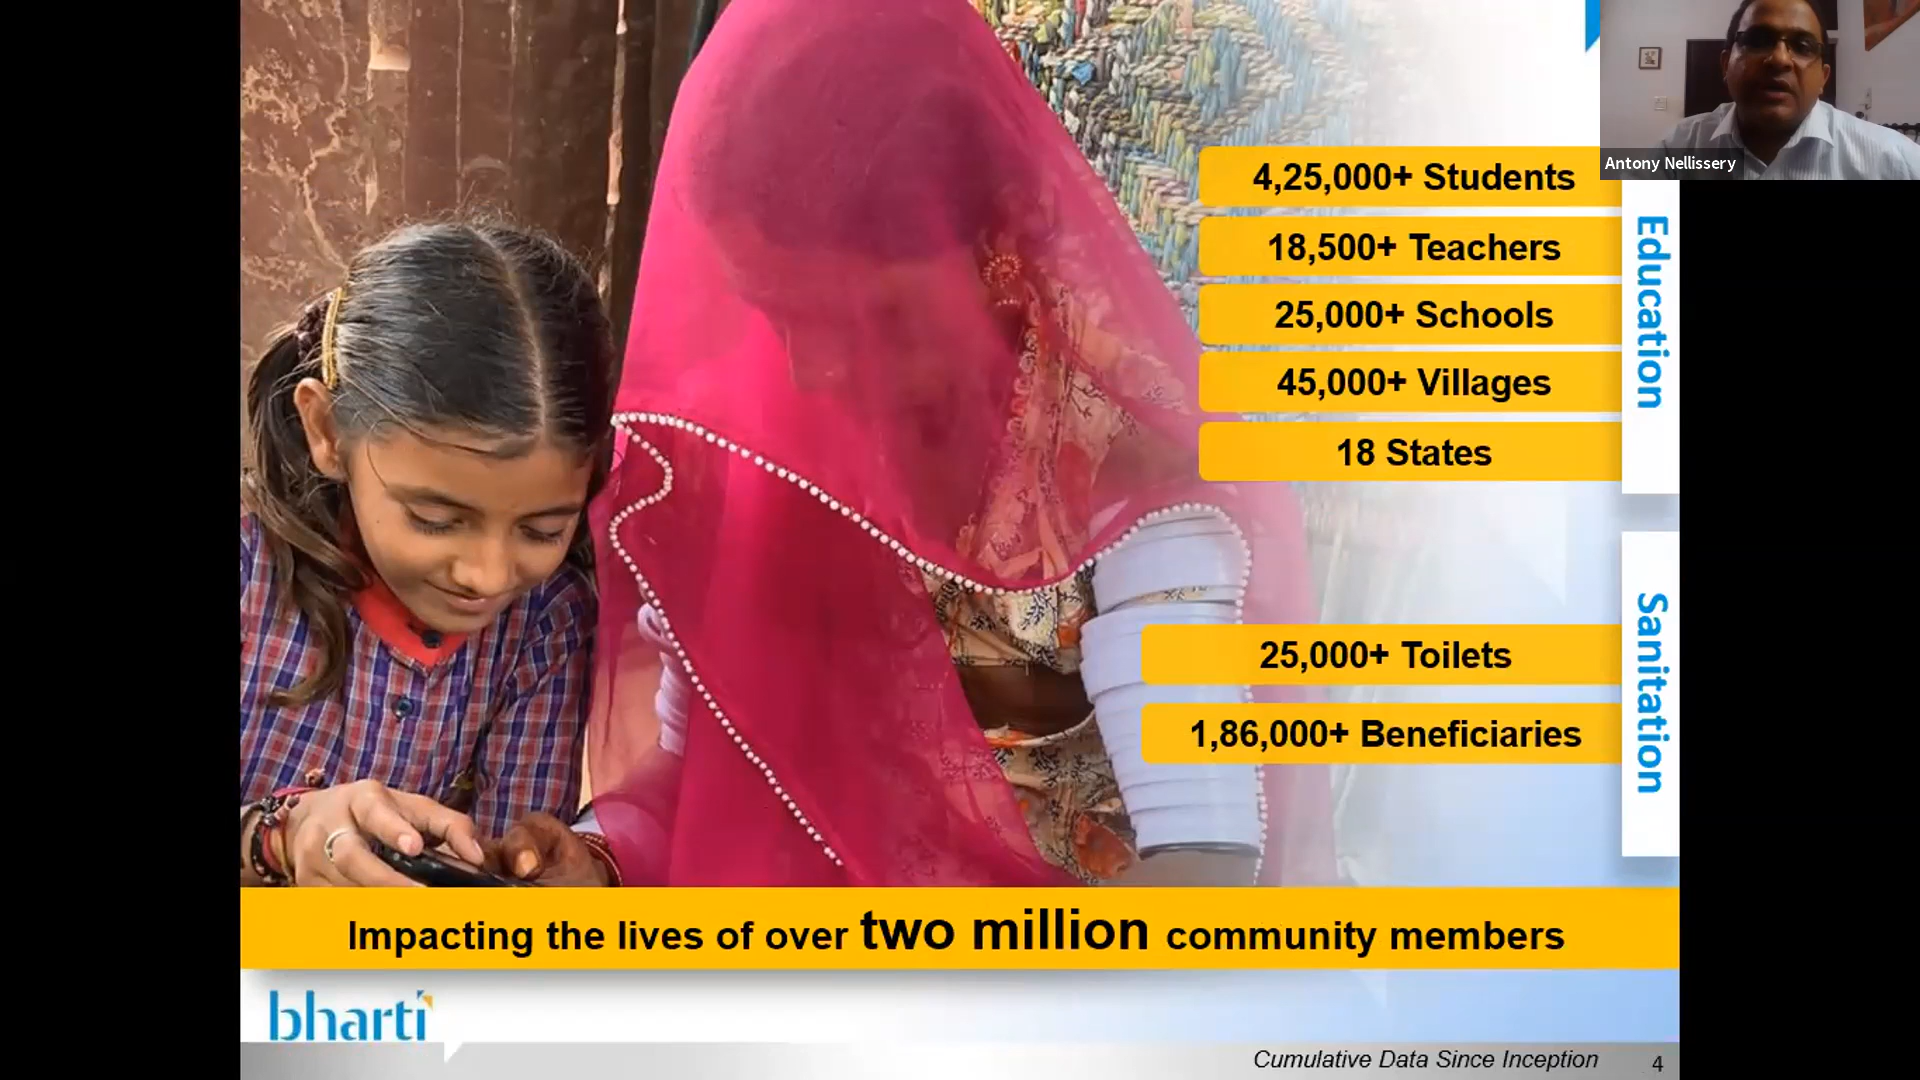 Antony Nellissery
4,25,000+ Students
18,500+ Teachers
25,000+ Schools
45,000+ Villages
18 States
Education
25,000+ Toilets
1,86,000+ Beneficiaries
Sanitation
Impacting the lives of over two million community members
bharti
Cumulative Data Since Inception
4